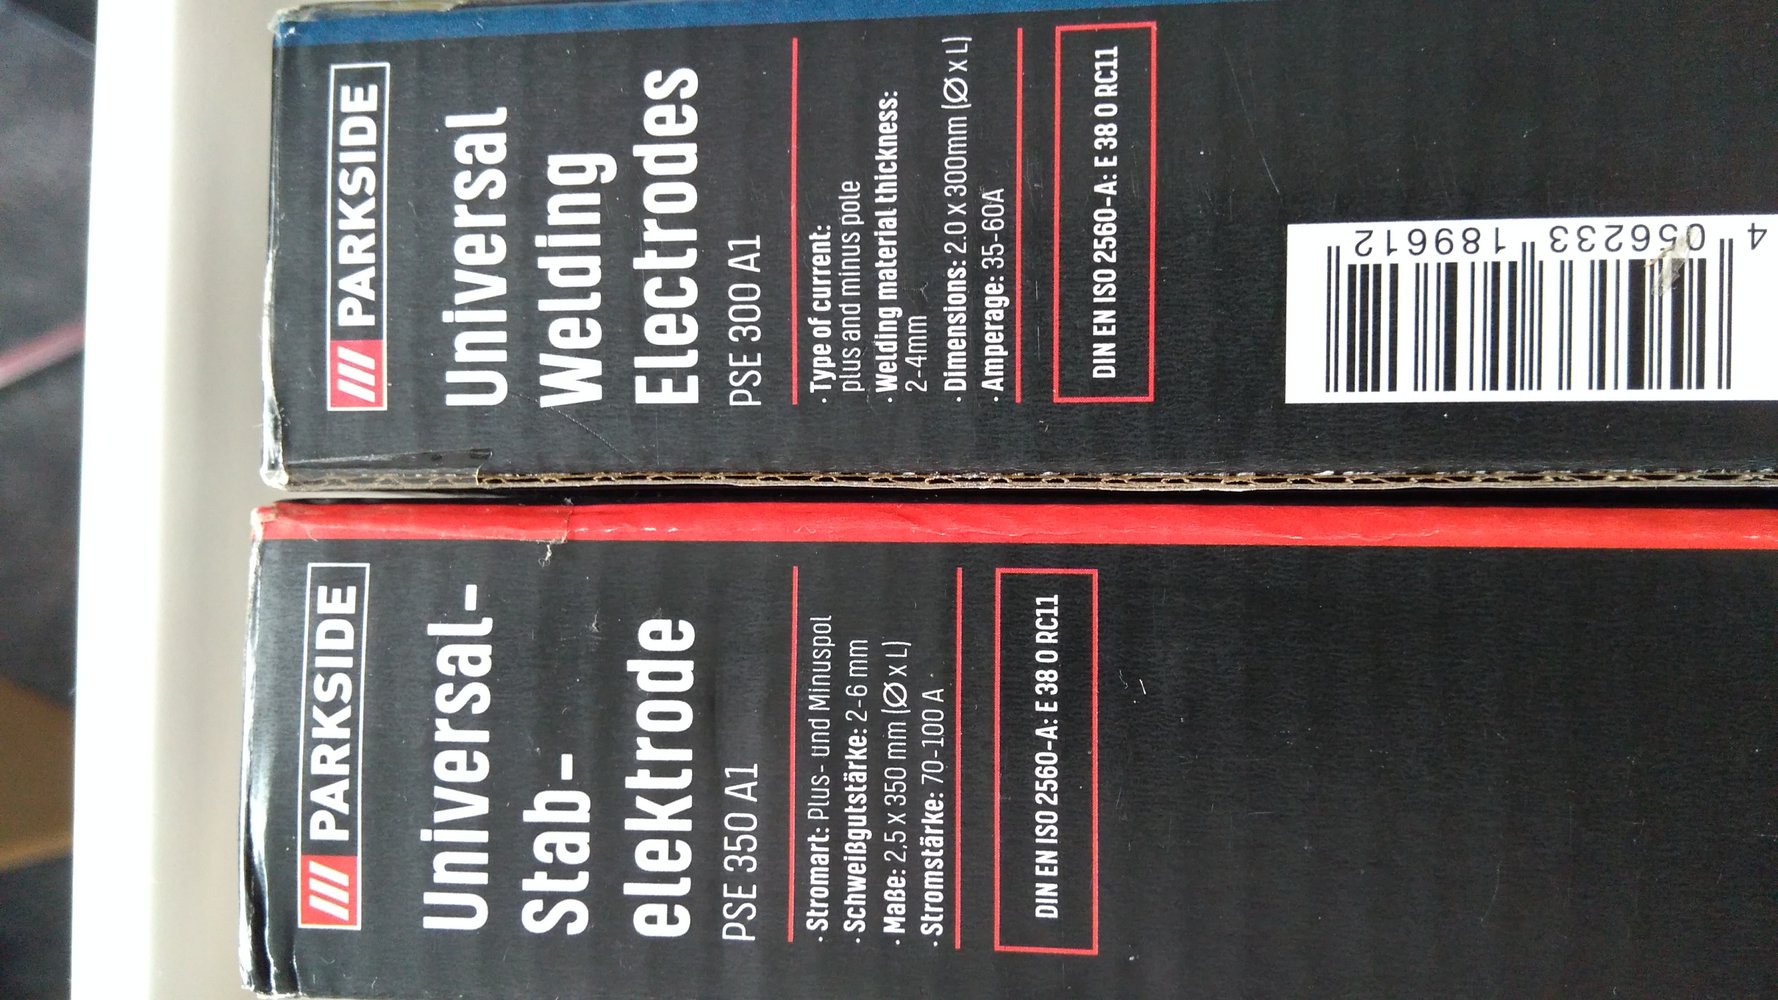 PARKSIDE
Universal
Welding
Electrodes
PSE 300 A1
· Type of current:
plus and minus pole
· Welding material thickness:
2-4mm
· Dimensions: 2.0 x 300mm (Ø x L)
· Amperage: 35-60A
DIN EN ISO 2560-A: E 38 0 RC11
4 056233 189612
PARKSIDE
Universal-
Stab-
elektrode
PSE 350 A1
· Stromart: Plus- und Minuspol
· Schweißgutstärke: 2-6 mm
· Maße: 2,5 x 350 mm (Ø x L)
· Stromstärke: 70-100 A
DIN EN ISO 2560-A: E 38 0 RC11